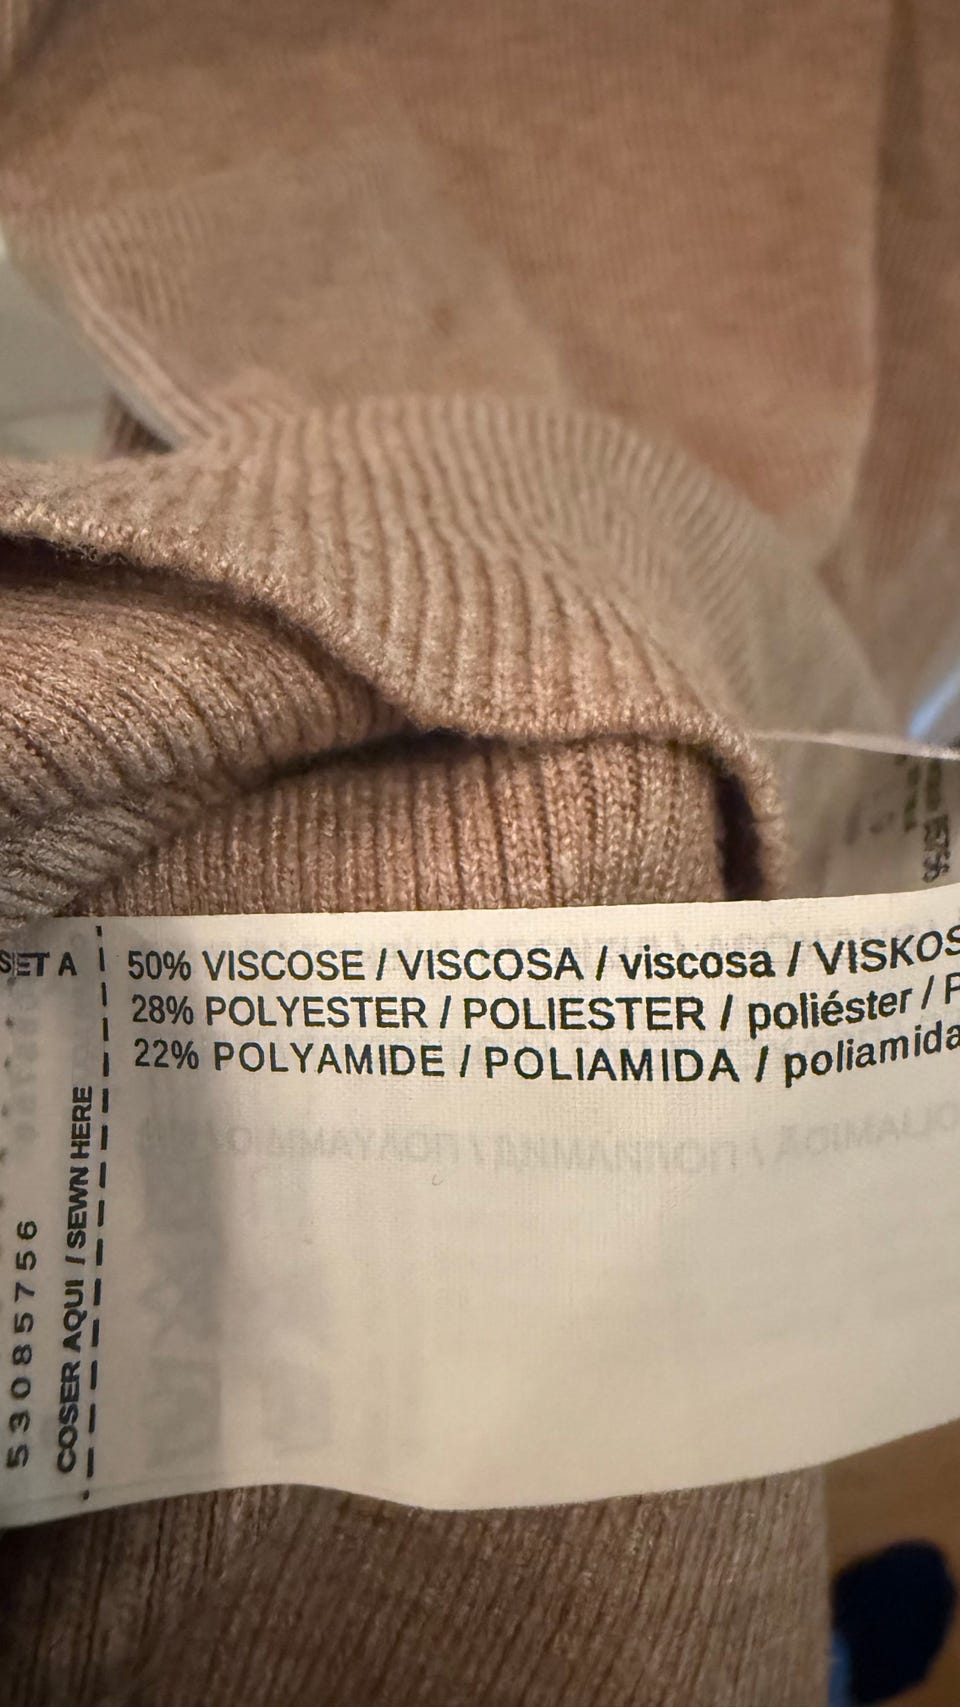 SET A
50% VISCOSE / VISCOSA / viscosa / VISKOS
28% POLYESTER / POLIESTER / poliéster / P
22% POLYAMIDE / POLIAMIDA / poliamida
COSER AQUI / SEWN HERE
53085756